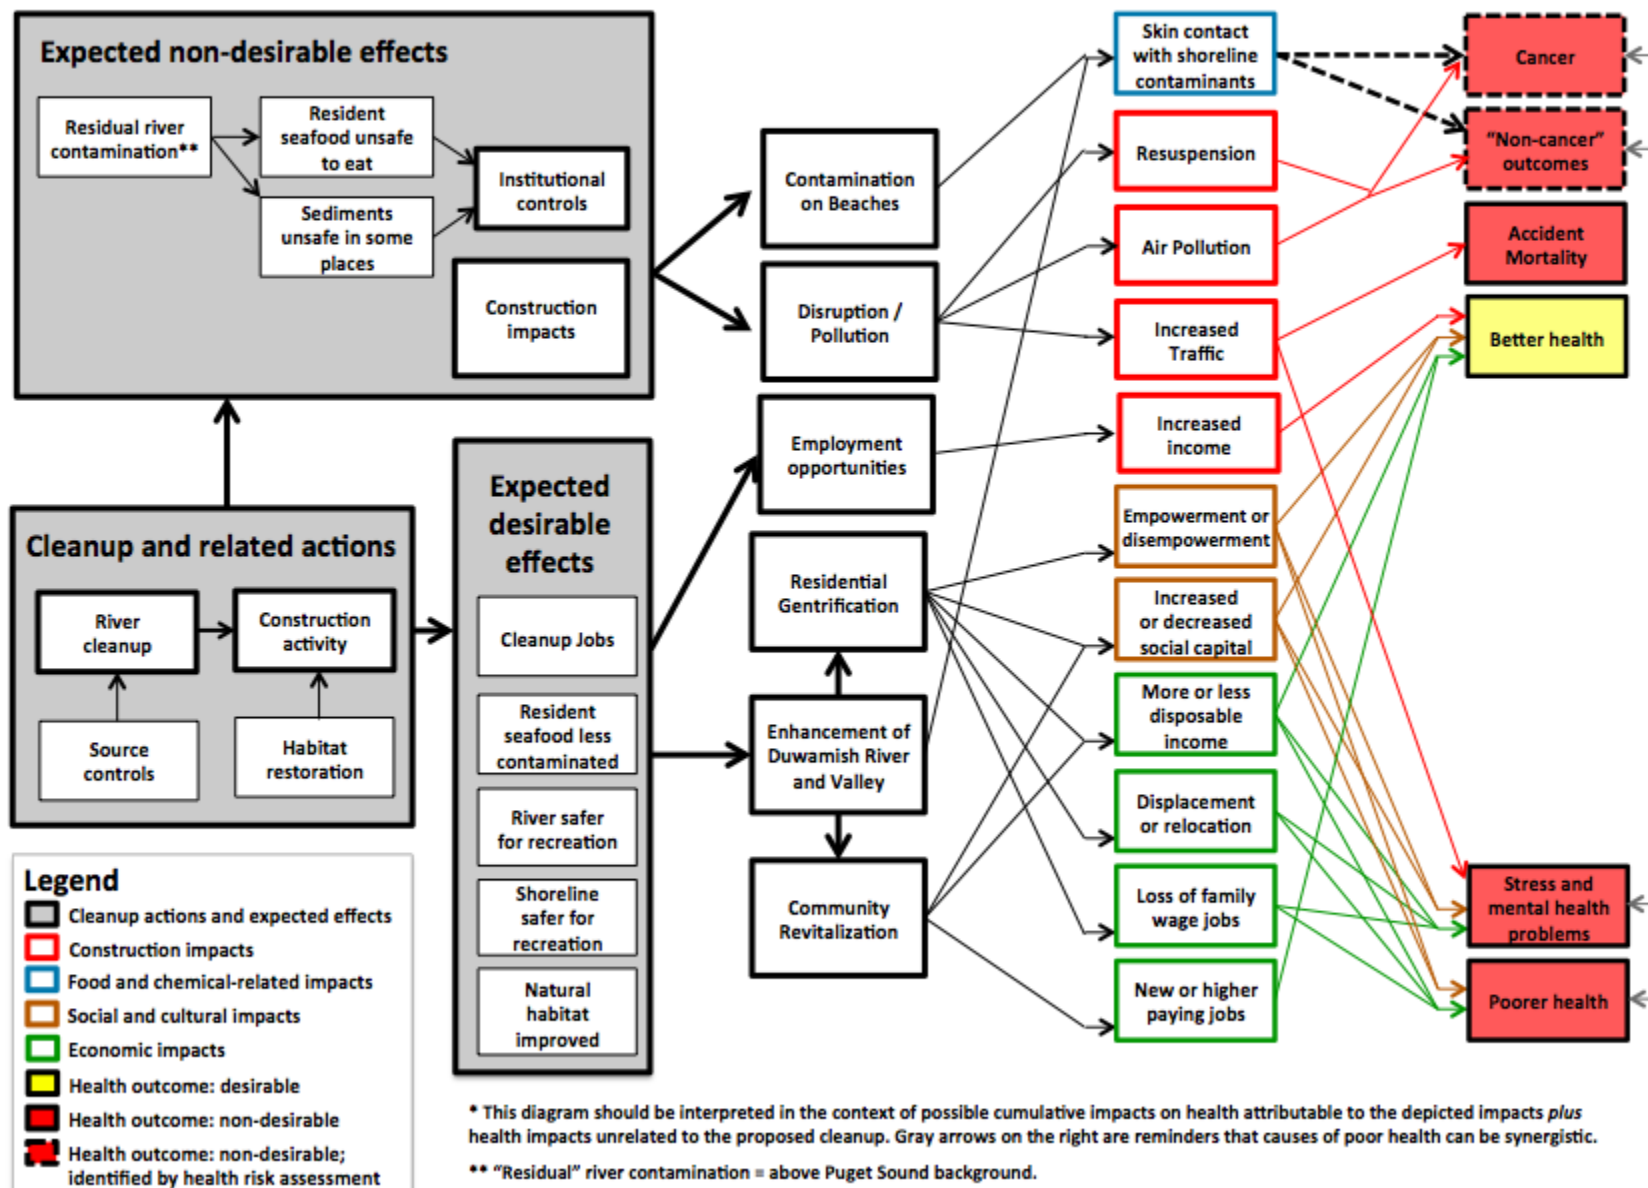 Expected non-desirable effects
Residual river
contamination**
Resident
seafood unsafe
to eat
Sediments
unsafe in some
places
Institutional
controls
Construction
impacts
Cleanup and related actions
River
cleanup
Construction
activity
Source
controls
Habitat
restoration
Expected
desirable
effects
Cleanup Jobs
Resident
seafood less
contaminated
River safer
for recreation
Shoreline
safer for
recreation
Natural
habitat
improved
Contamination
on Beaches
Disruption /
Pollution
Employment
opportunities
Residential
Gentrification
Enhancement of
Duwamish River
and Valley
Community
Revitalization
Skin contact
with shoreline
contaminants
Resuspension
Air Pollution
Increased
Traffic
Increased
income
Empowerment or
disempowerment
Increased
or decreased
social capital
More or less
disposable
income
Displacement
or relocation
Loss of family
wage jobs
New or higher
paying jobs
Cancer
“Non-cancer”
outcomes
Accident
Mortality
Better health
Stress and
mental health
problems
Poorer health
Legend
Cleanup actions and expected effects
Construction impacts
Food and chemical-related impacts
Social and cultural impacts
Economic impacts
Health outcome: desirable
Health outcome: non-desirable
Health outcome: non-desirable;
identified by health risk assessment
* This diagram should be interpreted in the context of possible cumulative impacts on health attributable to the depicted impacts plus
health impacts unrelated to the proposed cleanup. Gray arrows on the right are reminders that causes of poor health can be synergistic.
** “Residual” river contamination = above Puget Sound background.